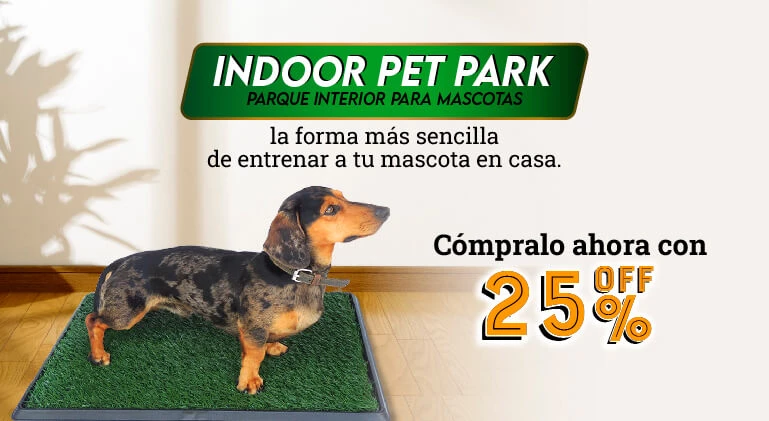 INDOOR PET PARK
PARQUE INTERIOR PARA MASCOTAS
la forma más sencilla
de entrenar a tu mascota en casa.
Cómpralo ahora con
25% OFF